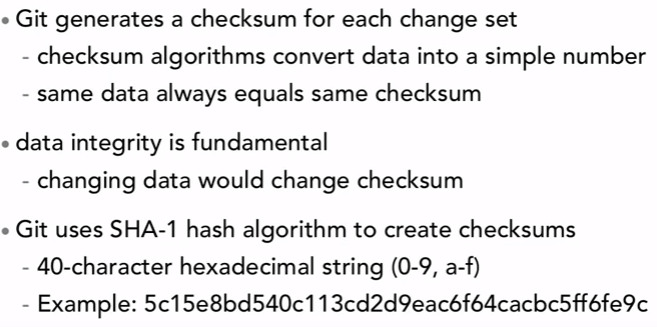 • Git generates a checksum for each change set
- checksum algorithms convert data into a simple number
- same data always equals same checksum
• data integrity is fundamental
- changing data would change checksum
• Git uses SHA-1 hash algorithm to create checksums
- 40-character hexadecimal string (0-9, a-f)
- Example: 5c15e8bd540c113cd2d9eac6f64cacbc5ff6fe9c